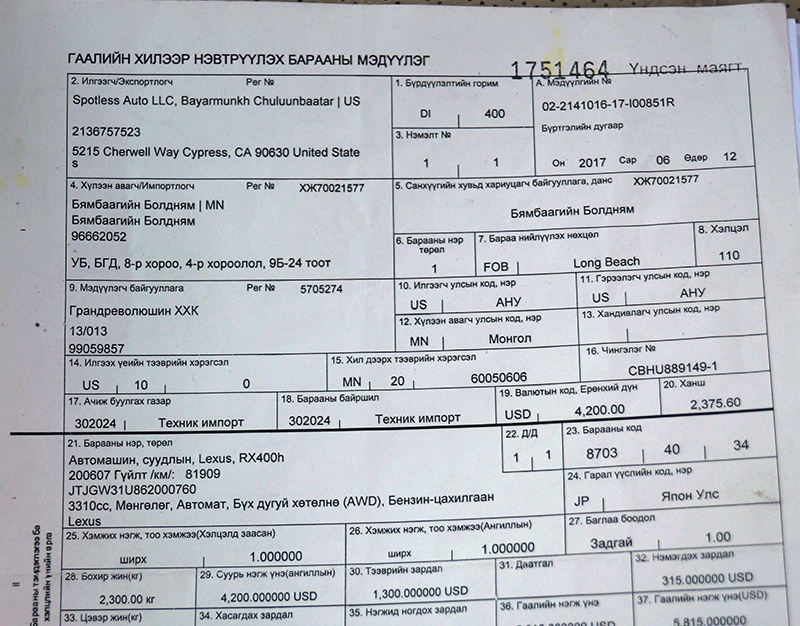 ГААЛИЙН ХИЛЭЭР НЭВТРҮҮЛЭХ БАРААНЫ МЭДҮҮЛЭГ
1751464 Үндсэн маягт
2. Илгээгч/Экспортлогч Рег №
Spotless Auto LLC, Bayarmunkh Chuluunbaatar | US
2136757523
5215 Cherwell Way Cypress, CA 90630 United State
s
1. Бүрдүүлэлтийн горим
DI 400
А. Мэдүүлгийн №
02-2141016-17-I00851R
Бүртгэлийн дугаар
3. Нэмэлт №
1 1
Он 2017 Сар 06 Өдөр 12
4. Хүлээн авагч/Импортлогч Рег № ХЖ70021577
Бямбаагийн Болдням | MN
Бямбаагийн Болдням
96662052
УБ, БГД, 8-р хороо, 4-р хороолол, 9Б-24 тоот
5. Санхүүгийн хувьд хариуцагч байгууллага, данс ХЖ70021577
Бямбаагийн Болдням
6. Барааны нэр төрөл
1
7. Бараа нийлүүлэх нөхцөл
FOB Long Beach
8. Хэлцэл
110
9. Мэдүүлэгч байгууллага Рег № 5705274
Грандреволюшин ХХК
13/013
99059857
10. Илгээгч улсын код, нэр
US АНУ
11. Гэрээлэгч улсын код, нэр
US АНУ
12. Хүлээн авагч улсын код, нэр
MN Монгол
13. Худалдагч улсын код, нэр
14. Илгээх үеийн тээврийн хэрэгсэл
US 10 0
15. Хил дээрх тээврийн хэрэгсэл
MN 20 60050606
16. Чингэлэг №
CBHU889149-1
17. Ачиж буулгах газар
302024 Техник импорт
18. Барааны байршил
302024 Техник импорт
19. Валютын код, Ерөнхий дүн
USD 4,200.00
20. Ханш
2,375.60
21. Барааны нэр, төрөл
Автомашин, суудлын, Lexus, RX400h
200607 Гүйлт /км/: 81909
JTJGW31U862000760
3310cc, Мөнгөлөг, Автомат, Бүх дугуй хөтөлнө (AWD), Бензин-цахилгаан
Lexus
22. Д/Д
1 1
23. Барааны код
8703 40 34
24. Гарал үүслийн код, нэр
JP Япон Улс
25. Хэмжих нэгж, тоо хэмжээ(Хэлцэлд заасан)
ширх 1.000000
26. Хэмжих нэгж, тоо хэмжээ(Ангиллын)
ширх 1.000000
27. Баглаа боодол
Задгай 1.00
28. Бохир жин(кг)
2,300.00 кг
29. Суурь нэгж үнэ(ангиллын)
4,200.000000 USD
30. Тээврийн зардал
1,300.000000 USD
31. Даатгал
32. Нэмэгдэх зардал
315.000000 USD
33. Цэвэр жин(кг)
34. Хасагдах зардал
35. Нэгжид ногдох зардал
36. Гаалийн нэгж үнэ
37. Гаалийн нэгж үнэ(USD)
5,815.000000